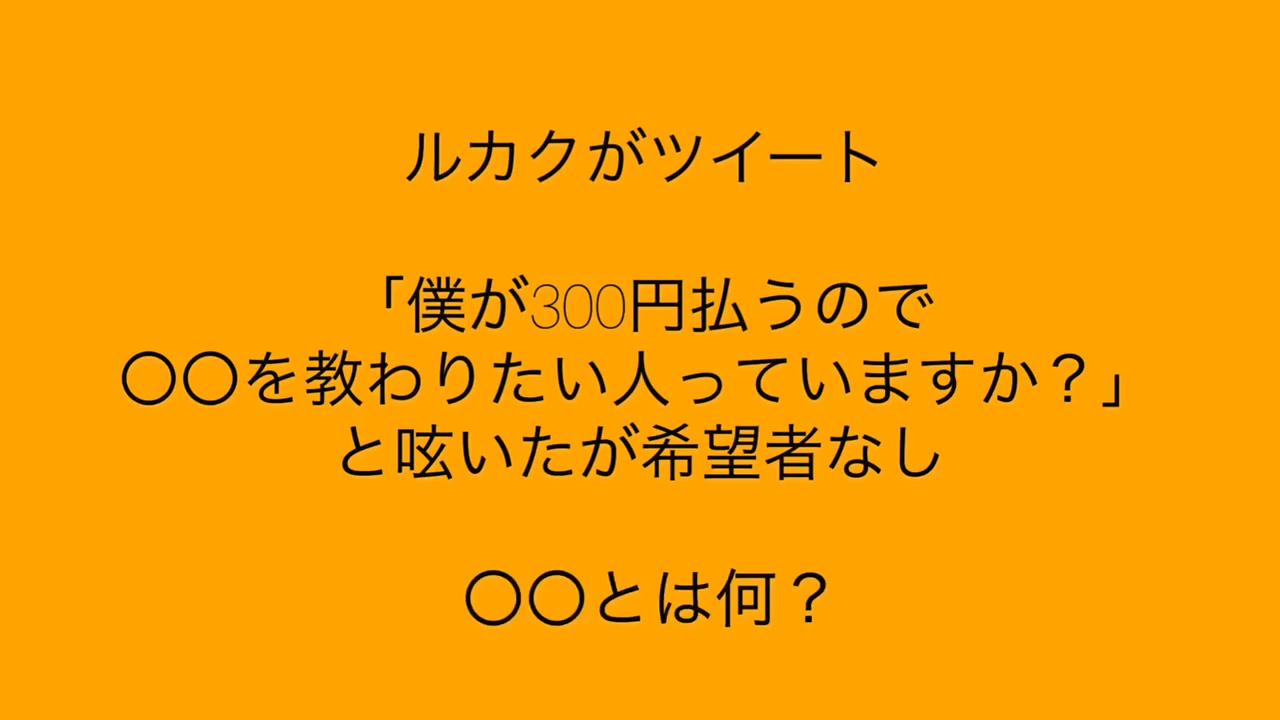 ルカクがツイート
「僕が300円払うので
〇〇を教わりたい人っていますか？」
と呟いたが希望者なし
〇〇とは何？